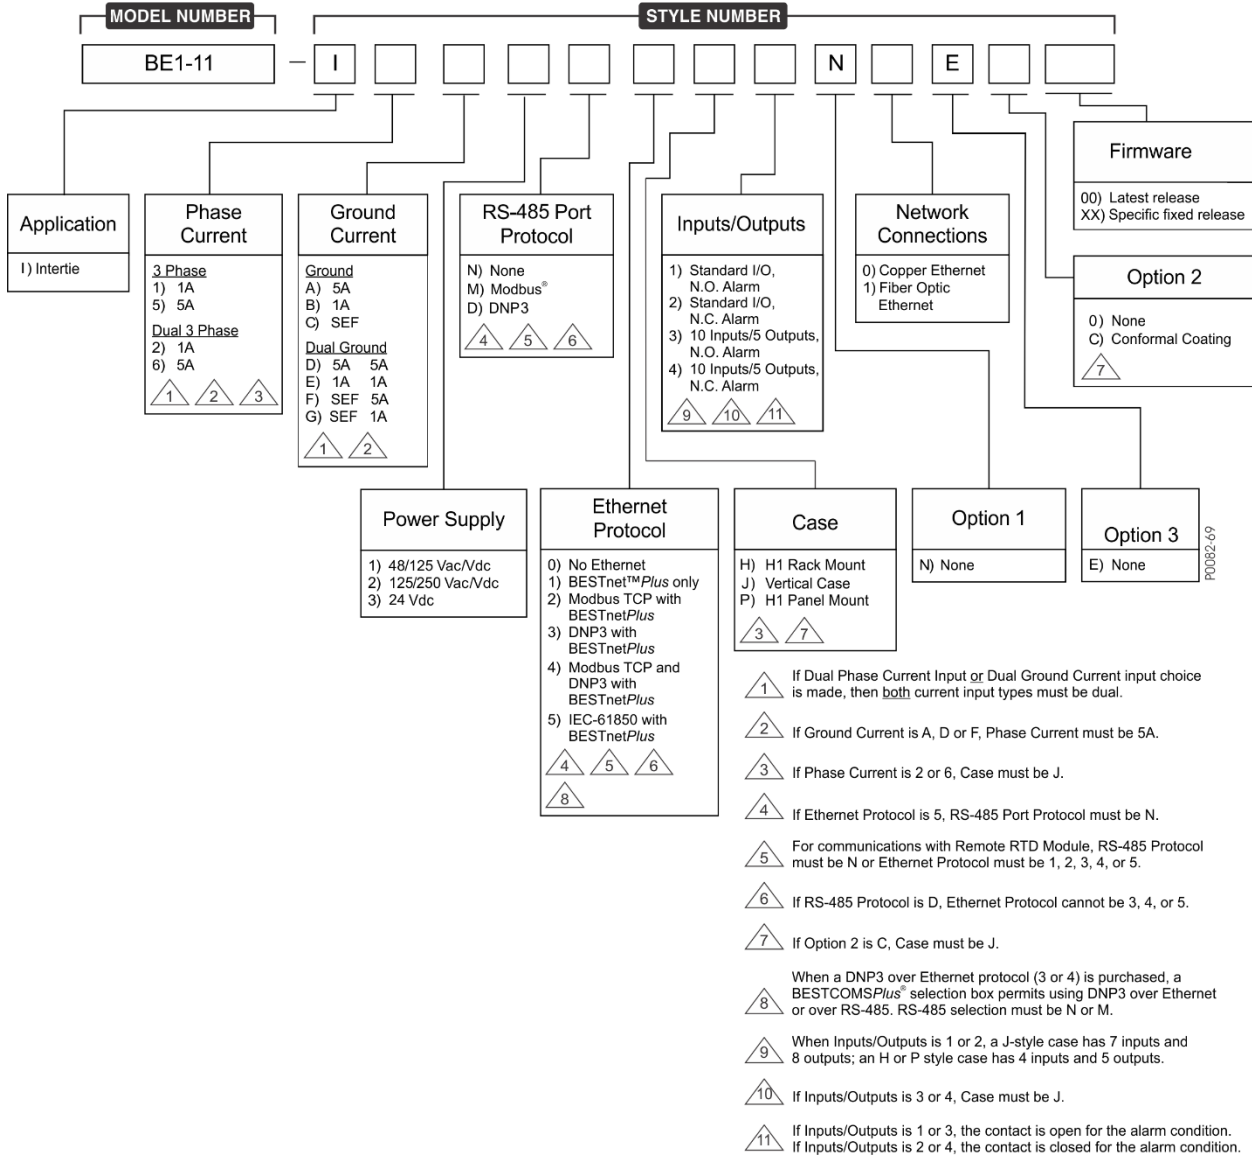 MODEL NUMBER
STYLE NUMBER
BE1-11
–
I
N
E
Application
I) Intertie
Phase
Current
3 Phase
1) 1A
5) 5A
Dual 3 Phase
2) 1A
6) 5A
1 2 3
Ground
Current
Ground
A) 5A
B) 1A
C) SEF
Dual Ground
D) 5A 5A
E) 1A 1A
F) SEF 5A
G) SEF 1A
1 2
RS-485 Port
Protocol
N) None
M) Modbus®
D) DNP3
4 5 6
Inputs/Outputs
1) Standard I/O,
N.O. Alarm
2) Standard I/O,
N.C. Alarm
3) 10 Inputs/5 Outputs,
N.O. Alarm
4) 10 Inputs/5 Outputs,
N.C. Alarm
9 10 11
Network
Connections
0) Copper Ethernet
1) Fiber Optic
Ethernet
Firmware
00) Latest release
XX) Specific fixed release
Option 2
0) None
C) Conformal Coating
7
Power Supply
1) 48/125 Vac/Vdc
2) 125/250 Vac/Vdc
3) 24 Vdc
Ethernet
Protocol
0) No Ethernet
1) BESTnet™Plus only
2) Modbus TCP with
BESTnetPlus
3) DNP3 with
BESTnetPlus
4) Modbus TCP and
DNP3 with
BESTnetPlus
5) IEC-61850 with
BESTnetPlus
4 5 6
8
Case
H) H1 Rack Mount
J) Vertical Case
P) H1 Panel Mount
3 7
Option 1
N) None
Option 3
E) None
P0082-69
1 If Dual Phase Current Input or Dual Ground Current input choice
is made, then both current input types must be dual.
2 If Ground Current is A, D or F, Phase Current must be 5A.
3 If Phase Current is 2 or 6, Case must be J.
4 If Ethernet Protocol is 5, RS-485 Port Protocol must be N.
5 For communications with Remote RTD Module, RS-485 Protocol
must be N or Ethernet Protocol must be 1, 2, 3, 4, or 5.
6 If RS-485 Protocol is D, Ethernet Protocol cannot be 3, 4, or 5.
7 If Option 2 is C, Case must be J.
8 When a DNP3 over Ethernet protocol (3 or 4) is purchased, a
BESTCOMSPlus® selection box permits using DNP3 over Ethernet
or over RS-485. RS-485 selection must be N or M.
9 When Inputs/Outputs is 1 or 2, a J-style case has 7 inputs and
8 outputs; an H or P style case has 4 inputs and 5 outputs.
10 If Inputs/Outputs is 3 or 4, Case must be J.
11 If Inputs/Outputs is 1 or 3, the contact is open for the alarm condition.
If Inputs/Outputs is 2 or 4, the contact is closed for the alarm condition.